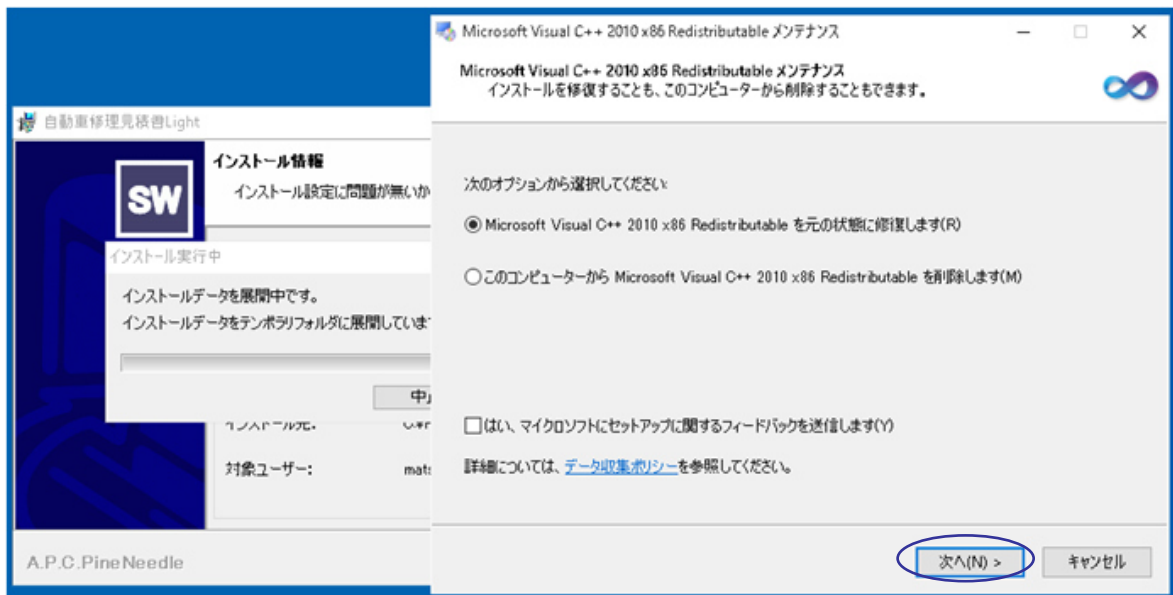 Microsoft Visual C++ 2010 x86 Redistributable メンテナンス
Microsoft Visual C++ 2010 x86 Redistributable メンテナンス
インストールを修復することも、このコンピューターから削除することもできます。
次のオプションから選択してください:
Microsoft Visual C++ 2010 x86 Redistributable を元の状態に修復します(R)
このコンピューターから Microsoft Visual C++ 2010 x86 Redistributable を削除します(M)
はい、マイクロソフトにセットアップに関するフィードバックを送信します(Y)
詳細については、データ収集ポリシーを参照してください。
次へ(N) >
キャンセル
自動車修理見積書Light
SW
インストール情報
インストール設定に問題が無いか
インストール実行中
インストールデータを展開中です。
インストールデータをテンポラリフォルダに展開していま
中
インストール先:
対象ユーザー:
mats
A.P.C.PineNeedle